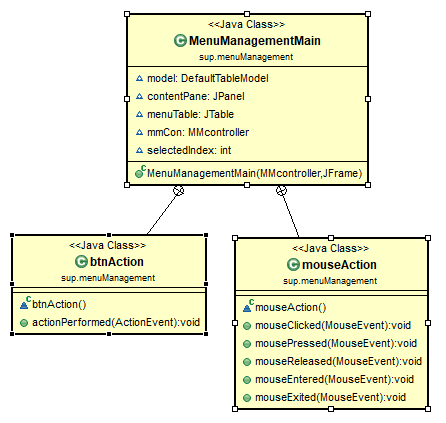 <<Java Class>>
MenuManagementMain
sup.menuManagement
model: DefaultTableModel
contentPane: JPanel
menuTable: JTable
mmCon: MMcontroller
selectedIndex: int
MenuManagementMain(MMcontroller,JFrame)
<<Java Class>>
btnAction
sup.menuManagement
btnAction()
actionPerformed(ActionEvent):void
<<Java Class>>
mouseAction
sup.menuManagement
mouseAction()
mouseClicked(MouseEvent):void
mousePressed(MouseEvent):void
mouseReleased(MouseEvent):void
mouseEntered(MouseEvent):void
mouseExited(MouseEvent):void